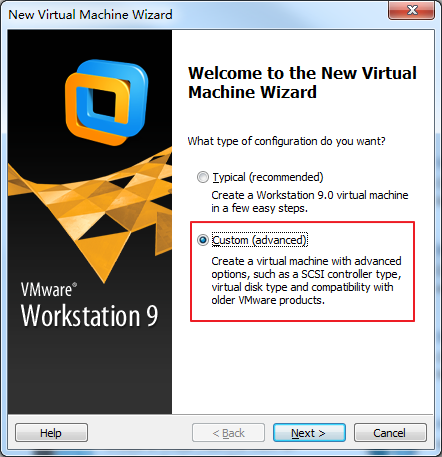 New Virtual Machine Wizard
Welcome to the New Virtual
Machine Wizard
What type of configuration do you want?
Typical (recommended)
Create a Workstation 9.0 virtual machine
in a few easy steps.
Custom (advanced)
Create a virtual machine with advanced
options, such as a SCSI controller type,
virtual disk type and compatibility with
older VMware products.
VMware®
Workstation 9
Help
< Back
Next >
Cancel